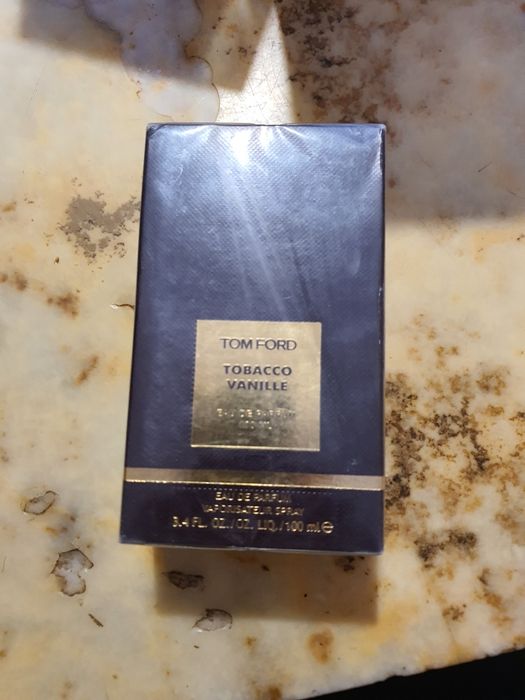 TOM FORD
TOBACCO
VANILLE
EAU DE PARFUM
100 ML
EAU DE PARFUM
VAPORISATEUR SPRAY
3.4 FL. OZ./OZ. LIQ./100 ml ℮